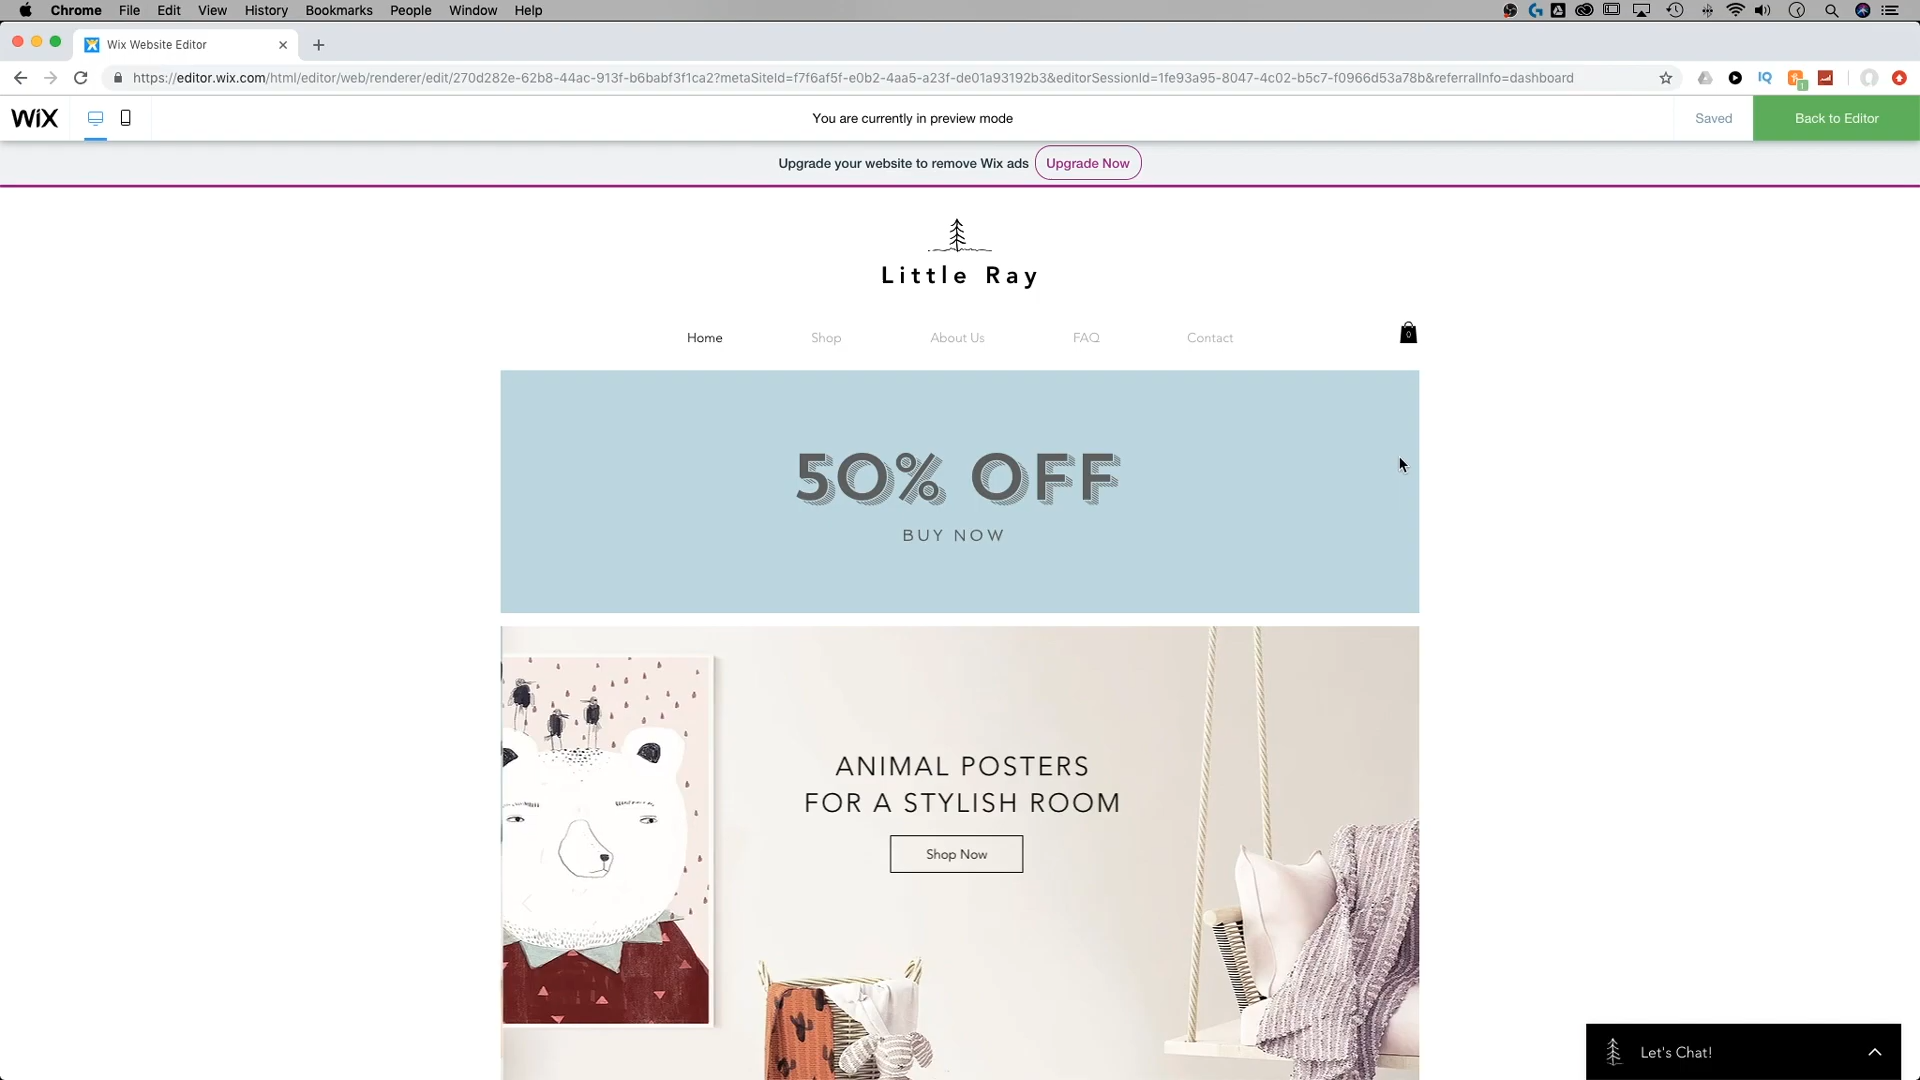 Chrome File Edit View History Bookmarks People Window Help
Wix Website Editor
https://editor.wix.com/html/editor/web/renderer/edit/270d282e-62b8-44ac-913f-b6babf3f1ca2?metaSiteId=f7f6af5f-e0b2-4aa5-a23f-de01a93192b3&editorSessionId=1fe93a95-8047-4c02-b5c7-f0966d53a78b&referralInfo=dashboard
IQ
1
WiX
You are currently in preview mode
Saved
Back to Editor
Upgrade your website to remove Wix ads
Upgrade Now
Little Ray
Home Shop About Us FAQ Contact
0
50% OFF
BUY NOW
ANIMAL POSTERS
FOR A STYLISH ROOM
Shop Now
Let's Chat!